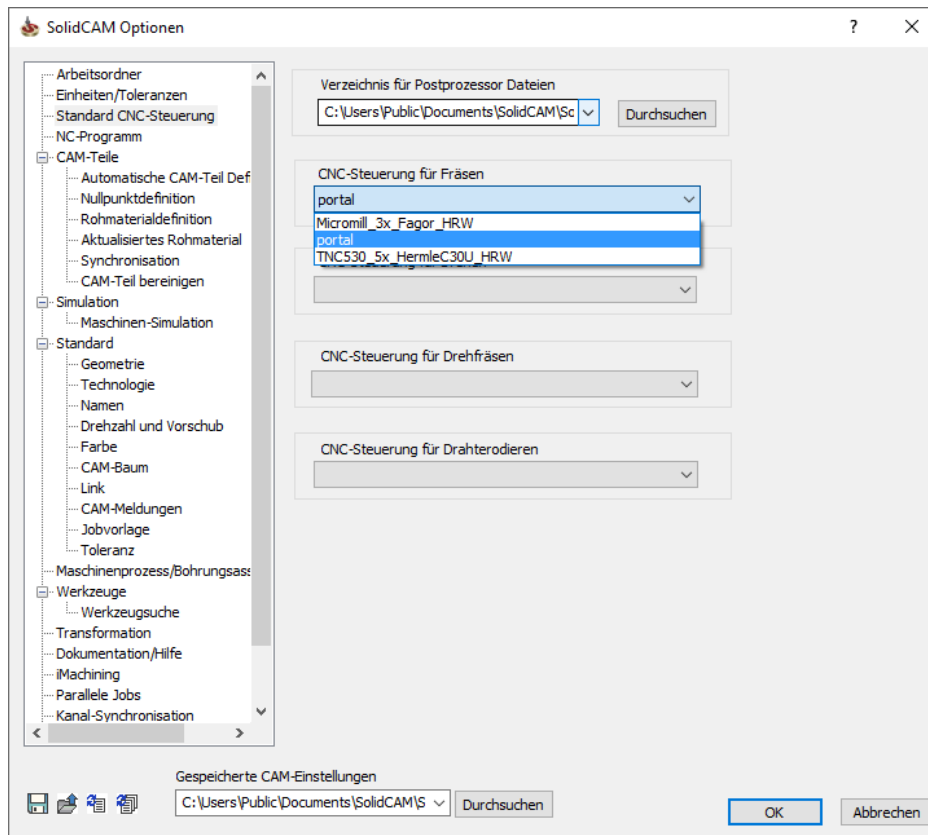 SolidCAM Optionen
?
Arbeitsordner
Einheiten/Toleranzen
Standard CNC-Steuerung
NC-Programm
CAM-Teile
Automatische CAM-Teil Def
Nullpunktdefinition
Rohmaterialdefinition
Aktualisiertes Rohmaterial
Synchronisation
CAM-Teil bereinigen
Simulation
Maschinen-Simulation
Standard
Geometrie
Technologie
Namen
Drehzahl und Vorschub
Farbe
CAM-Baum
Link
CAM-Meldungen
Jobvorlage
Toleranz
Maschinenprozess/Bohrungsass
Werkzeuge
Werkzeugsuche
Transformation
Dokumentation/Hilfe
iMachining
Parallele Jobs
Kanal-Synchronisation
Verzeichnis für Postprozessor Dateien
C:\Users\Public\Documents\SolidCAM\Sc
Durchsuchen
CNC-Steuerung für Fräsen
portal
Micromill_3x_Fagor_HRW
portal
TNC530_5x_HermleC30U_HRW
CNC-Steuerung für Drehfräsen
CNC-Steuerung für Drahterodieren
Gespeicherte CAM-Einstellungen
C:\Users\Public\Documents\SolidCAM\S
Durchsuchen
OK
Abbrechen